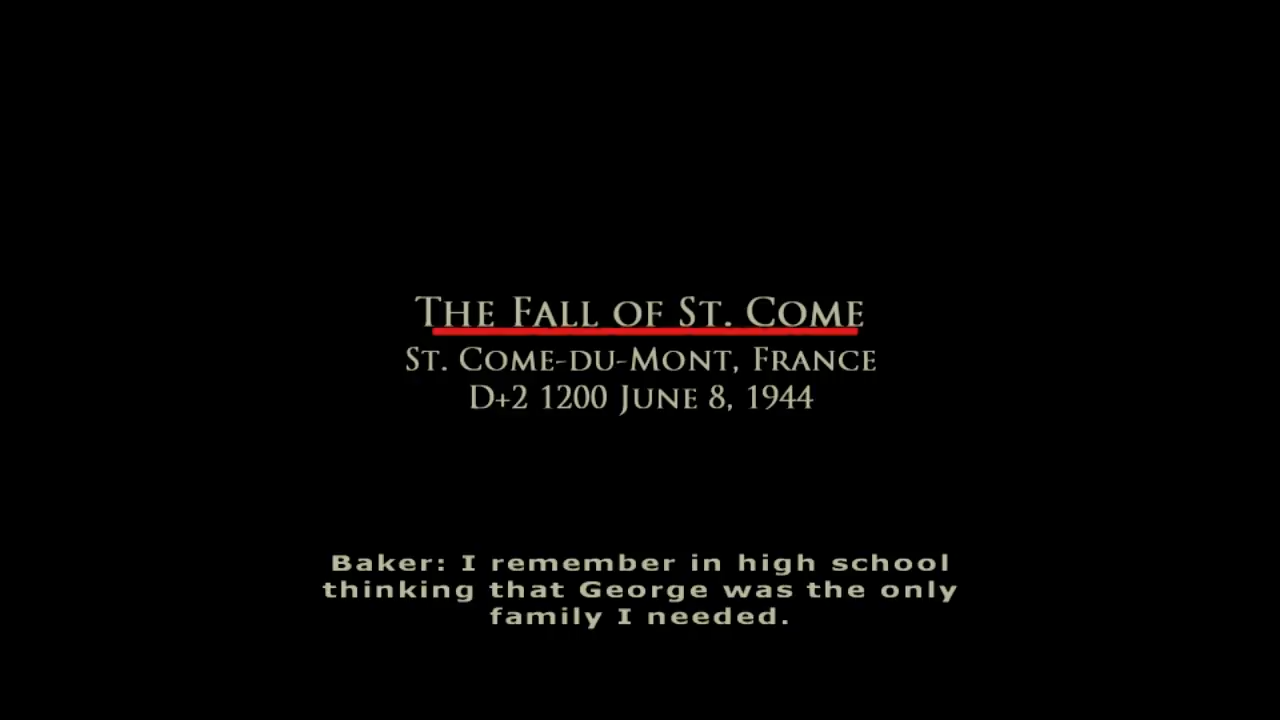 The Fall of St. Come
St. Come-du-Mont, France
D+2 1200 June 8, 1944
Baker: I remember in high school
thinking that George was the only
family I needed.